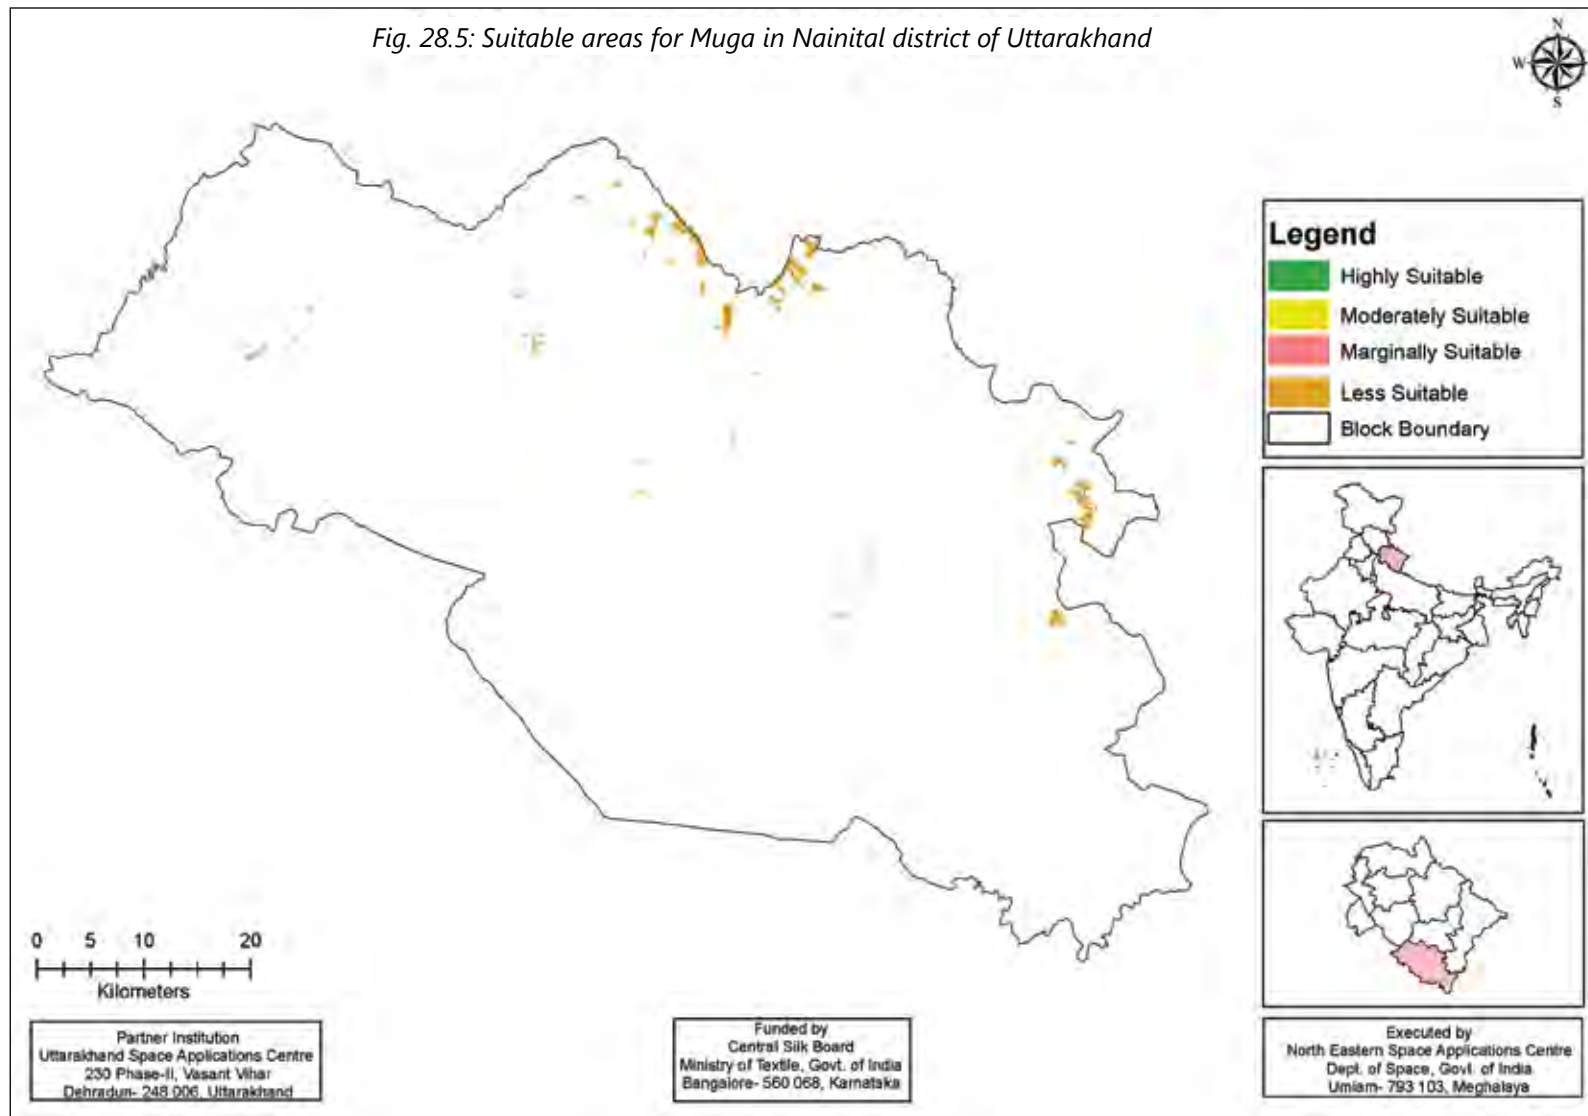 Fig. 28.5: Suitable areas for Muga in Nainital district of Uttarakhand
N
W
S
Legend
Highly Suitable
Moderately Suitable
Marginally Suitable
Less Suitable
Block Boundary
0 5 10 20
Kilometers
Partner Institution
Uttarakhand Space Applications Centre
230 Phase-II, Vasant Vihar
Dehradun- 248 006, Uttarakhand
Funded by
Central Silk Board
Ministry of Textile, Govt. of India
Bangalore- 560 068, Karnataka
Executed by
North Eastern Space Applications Centre
Dept. of Space, Govt. of India
Umiam- 793 103, Meghalaya